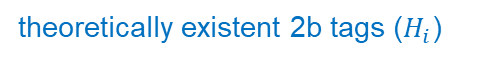 theoretically existent 2b tags (𝐻ᵢ)